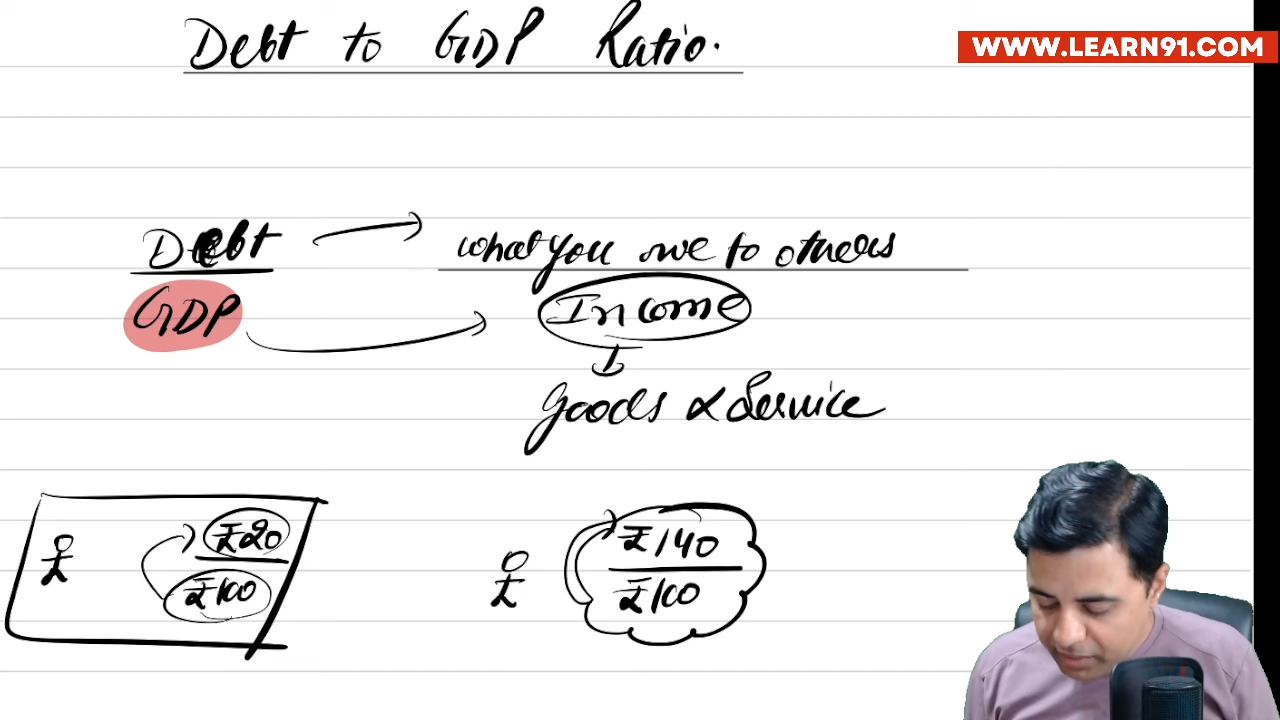 Debt to GDP Ratio.
WWW.LEARN91.COM
Debt
what you owe to others
GDP
Income
Goods & Service
₹20
₹100
₹140
₹100